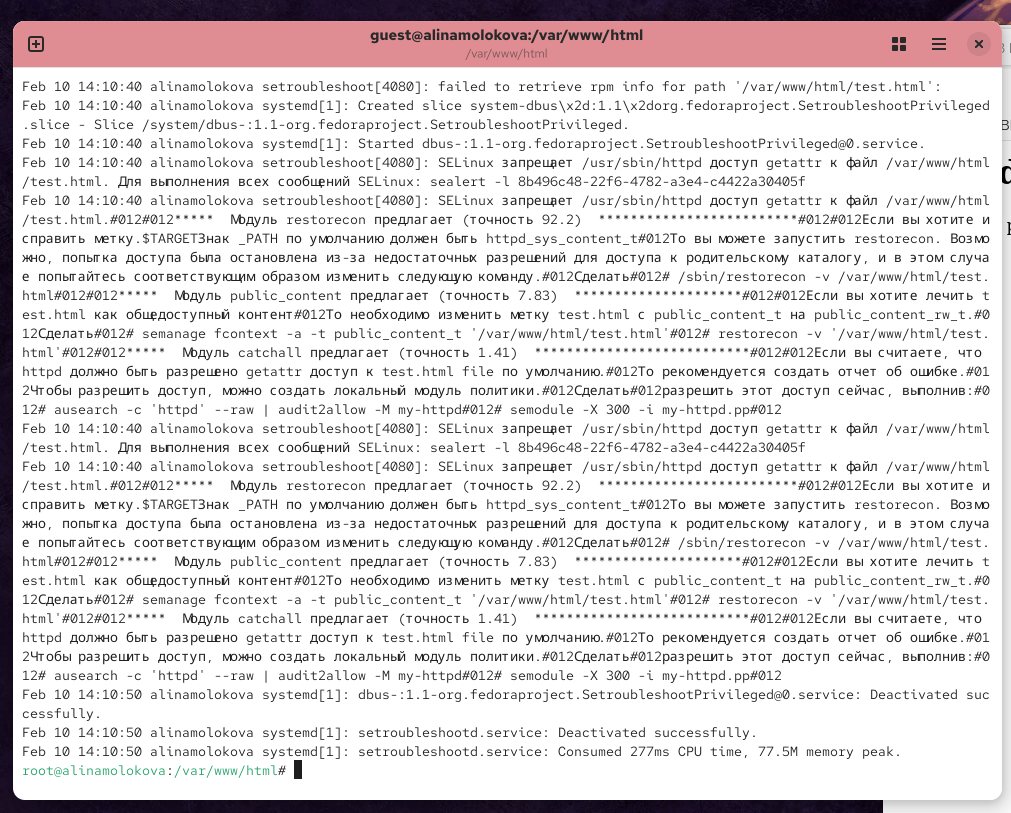 guest@alinamolokova:/var/www/html
/var/www/html
Feb 10 14:10:40 alinamolokova setroubleshoot[4080]: failed to retrieve rpm info for path '/var/www/html/test.html':
Feb 10 14:10:40 alinamolokova systemd[1]: Created slice system-dbus\x2d:1.1\x2dorg.fedoraproject.SetroubleshootPrivileged
.slice - Slice /system/dbus-:1.1-org.fedoraproject.SetroubleshootPrivileged.
Feb 10 14:10:40 alinamolokova systemd[1]: Started dbus-:1.1-org.fedoraproject.SetroubleshootPrivileged@0.service.
Feb 10 14:10:40 alinamolokova setroubleshoot[4080]: SELinux запрещает /usr/sbin/httpd доступ getattr к файл /var/www/html
/test.html. Для выполнения всех сообщений SELinux: sealert -l 8b496c48-22f6-4782-a3e4-c4422a30405f
Feb 10 14:10:40 alinamolokova setroubleshoot[4080]: SELinux запрещает /usr/sbin/httpd доступ getattr к файл /var/www/html
/test.html.#012#012*****  Модуль restorecon предлагает (точность 92.2)  *************************#012#012Если вы хотите и
справить метку.$TARGETЗнак _PATH по умолчанию должен быть httpd_sys_content_t#012То вы можете запустить restorecon. Возмо
жно, попытка доступа была остановлена из-за недостаточных разрешений для доступа к родительскому каталогу, и в этом случа
е попытайтесь соответствующим образом изменить следующую команду.#012Сделать#012# /sbin/restorecon -v /var/www/html/test.
html#012#012*****  Модуль public_content предлагает (точность 7.83)  *********************#012#012Если вы хотите лечить t
est.html как общедоступный контент#012То необходимо изменить метку test.html с public_content_t на public_content_rw_t.#0
12Сделать#012# semanage fcontext -a -t public_content_t '/var/www/html/test.html'#012# restorecon -v '/var/www/html/test.
html'#012#012*****  Модуль catchall предлагает (точность 1.41)  ***************************#012#012Если вы считаете, что
httpd должно быть разрешено getattr доступ к test.html file по умолчанию.#012То рекомендуется создать отчет об ошибке.#01
2Чтобы разрешить доступ, можно создать локальный модуль политики.#012Сделать#012разрешить этот доступ сейчас, выполнив:#0
12# ausearch -c 'httpd' --raw | audit2allow -M my-httpd#012# semodule -X 300 -i my-httpd.pp#012
Feb 10 14:10:40 alinamolokova setroubleshoot[4080]: SELinux запрещает /usr/sbin/httpd доступ getattr к файл /var/www/html
/test.html. Для выполнения всех сообщений SELinux: sealert -l 8b496c48-22f6-4782-a3e4-c4422a30405f
Feb 10 14:10:40 alinamolokova setroubleshoot[4080]: SELinux запрещает /usr/sbin/httpd доступ getattr к файл /var/www/html
/test.html.#012#012*****  Модуль restorecon предлагает (точность 92.2)  *************************#012#012Если вы хотите и
справить метку.$TARGETЗнак _PATH по умолчанию должен быть httpd_sys_content_t#012То вы можете запустить restorecon. Возмо
жно, попытка доступа была остановлена из-за недостаточных разрешений для доступа к родительскому каталогу, и в этом случа
е попытайтесь соответствующим образом изменить следующую команду.#012Сделать#012# /sbin/restorecon -v /var/www/html/test.
html#012#012*****  Модуль public_content предлагает (точность 7.83)  *********************#012#012Если вы хотите лечить t
est.html как общедоступный контент#012То необходимо изменить метку test.html с public_content_t на public_content_rw_t.#0
12Сделать#012# semanage fcontext -a -t public_content_t '/var/www/html/test.html'#012# restorecon -v '/var/www/html/test.
html'#012#012*****  Модуль catchall предлагает (точность 1.41)  ***************************#012#012Если вы считаете, что
httpd должно быть разрешено getattr доступ к test.html file по умолчанию.#012То рекомендуется создать отчет об ошибке.#01
2Чтобы разрешить доступ, можно создать локальный модуль политики.#012Сделать#012разрешить этот доступ сейчас, выполнив:#0
12# ausearch -c 'httpd' --raw | audit2allow -M my-httpd#012# semodule -X 300 -i my-httpd.pp#012
Feb 10 14:10:50 alinamolokova systemd[1]: dbus-:1.1-org.fedoraproject.SetroubleshootPrivileged@0.service: Deactivated suc
cessfully.
Feb 10 14:10:50 alinamolokova systemd[1]: setroubleshootd.service: Deactivated successfully.
Feb 10 14:10:50 alinamolokova systemd[1]: setroubleshootd.service: Consumed 277ms CPU time, 77.5M memory peak.
root@alinamolokova:/var/www/html#